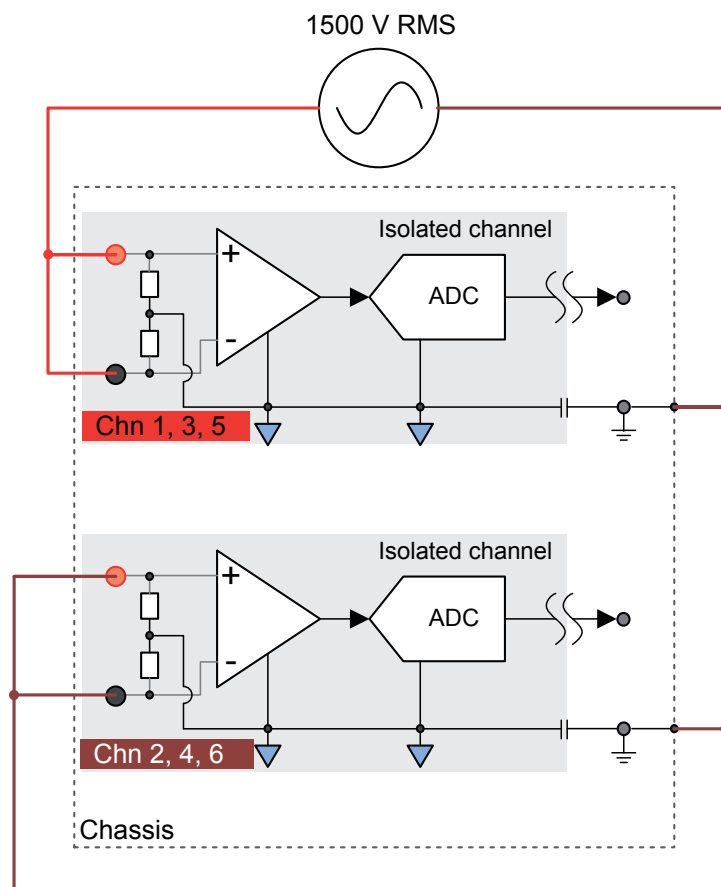 1500 V RMS
Isolated channel
+
ADC
-
Chn 1, 3, 5
Isolated channel
+
ADC
-
Chn 2, 4, 6
Chassis